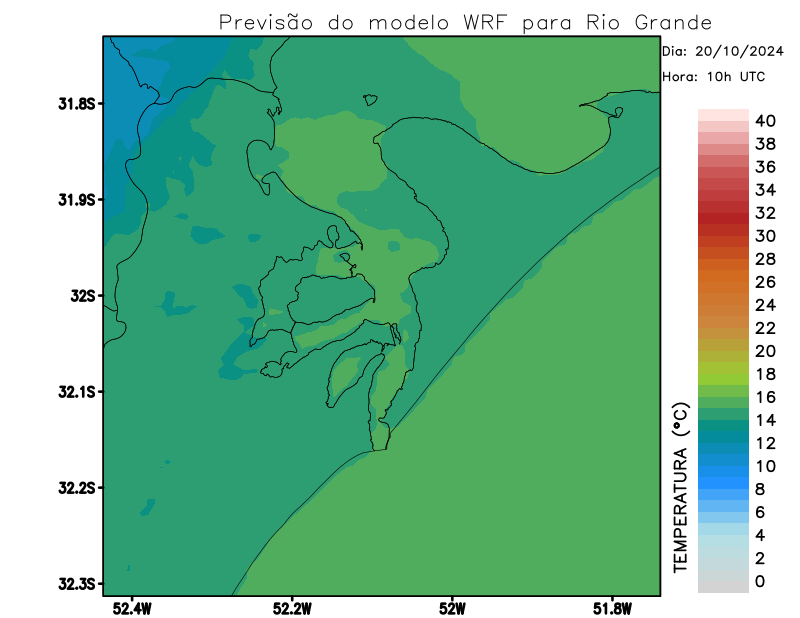 Previsão do modelo WRF para Rio Grande
Dia: 20/10/2024
Hora: 10h UTC
31.8S
31.9S
32S
32.1S
32.2S
32.3S
52.4W
52.2W
52W
51.8W
TEMPERATURA (ºC)
40
38
36
34
32
30
28
26
24
22
20
18
16
14
12
10
8
6
4
2
0